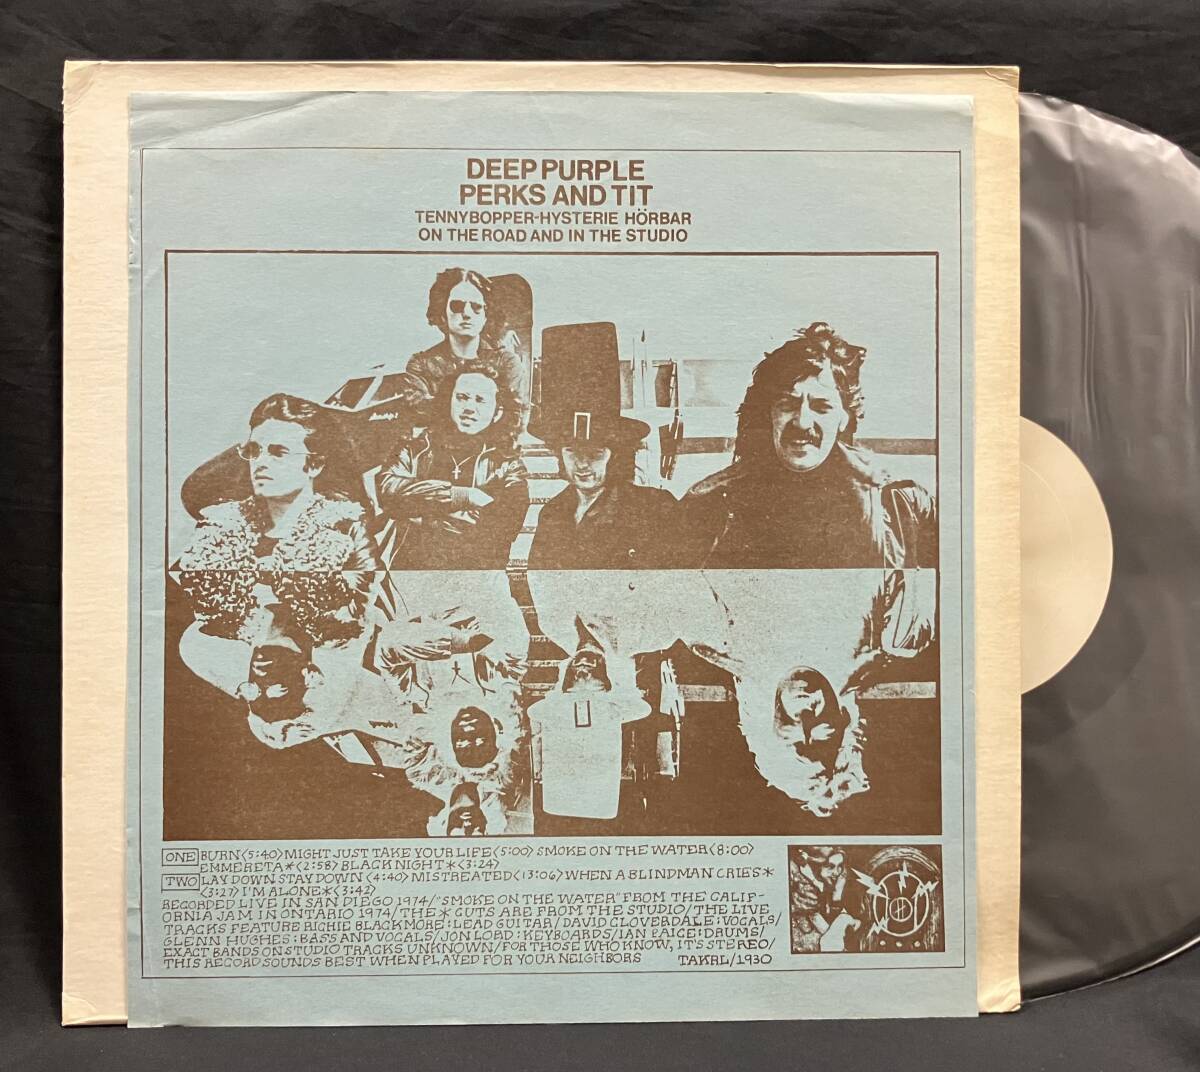 DEEP PURPLE
PERKS AND TIT
TENNYBOPPER-HYSTERIE HÖRBAR
ON THE ROAD AND IN THE STUDIO
ONE BURN<5:40>MIGHT JUST TAKE YOUR LIFE<5:00> SMOKE ON THE WATER<8:00>
EMMERETA*<2:58>BLACK NIGHT*<3:24>
TWO LAY DOWN STAY DOWN <4:40> MISTREATED<13:06>WHEN A BLINDMAN CRIES*
<3:27> I'M ALONE*<3:42>
RECORDED LIVE IN SAN DIEGO 1974/"SMOKE ON THE WATER" FROM THE CALIF-
ORNIA JAM IN ONTARIO 1974/THE * CUTS ARE FROM THE STUDIO/THE LIVE
TRACKS FEATURE RICHIE BLACKMORE: LEAD GUITAR/DAVID CLOVERDALE: VOCALS/
GLENN HUGHES: BASS AND VOCALS/JON LORD: KEYBOARDS/IAN PAICE: DRUMS/
EXACT BANDS ON STUDIO TRACKS UNKNOWN/FOR THOSE WHO KNOW, IT'S STEREO/
THIS RECORD SOUNDS BEST WHEN PLAYED FOR YOUR NEIGHBORS TAKRL/1930